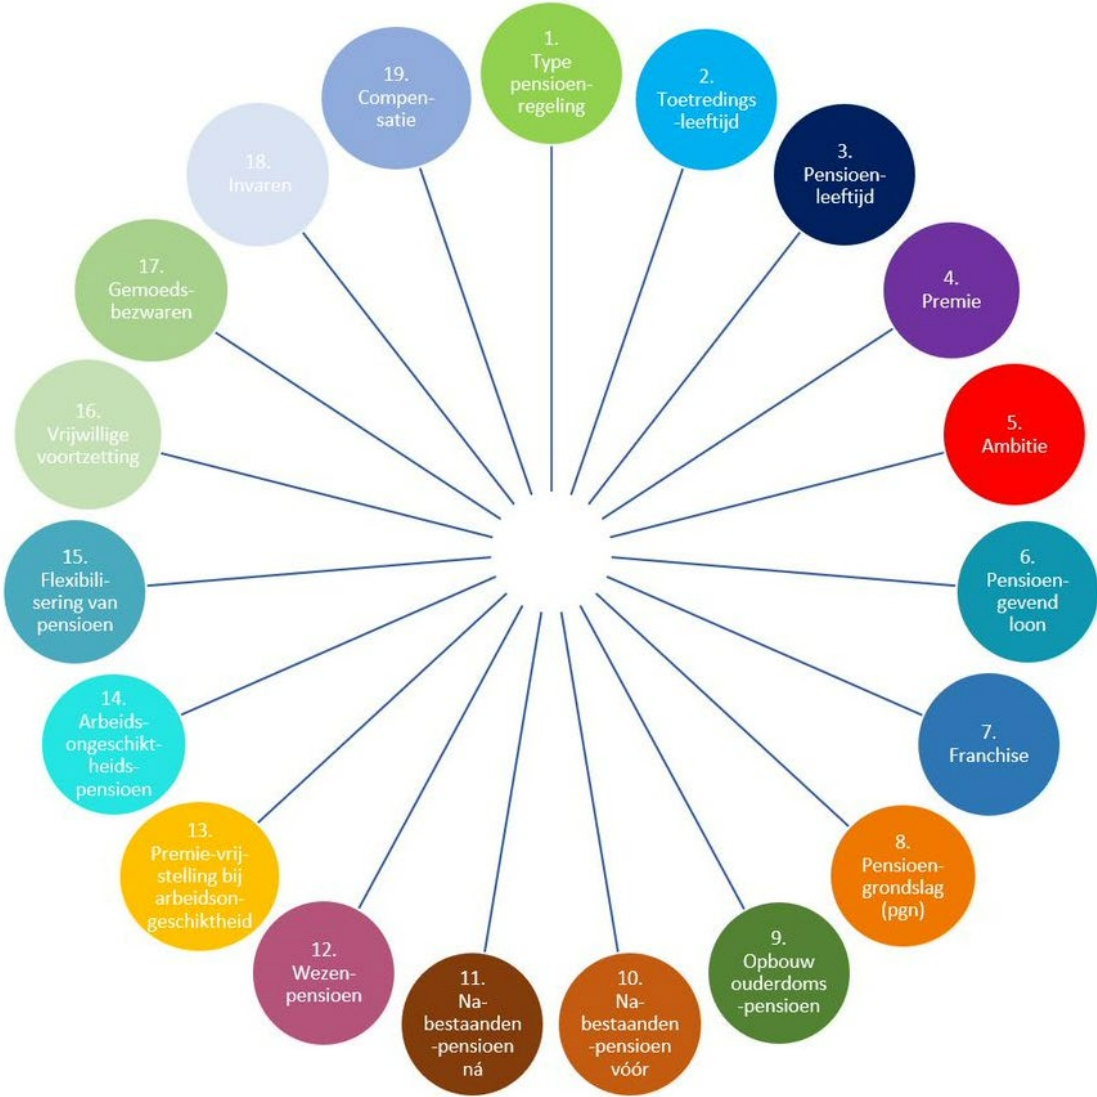 1.
Type
pensioen-
regeling
2.
Toetredings
-leeftijd
3.
Pensioen-
leeftijd
4.
Premie
5.
Ambitie
6.
Pensioen-
gevend
loon
7.
Franchise
8.
Pensioen-
grondslag
(pgn)
9.
Opbouw
ouderdoms
-pensioen
10.
Na-
bestaanden
-pensioen
vóór
11.
Na-
bestaanden
-pensioen
ná
12.
Wezen-
pensioen
13.
Premie-vrij-
stelling bij
arbeidson-
geschiktheid
14.
Arbeids-
ongeschikt-
heids-
pensioen
15.
Flexibili-
sering van
pensioen
16.
Vrijwillige
voortzetting
17.
Gemoeds-
bezwaren
18.
Invaren
19.
Compen-
satie